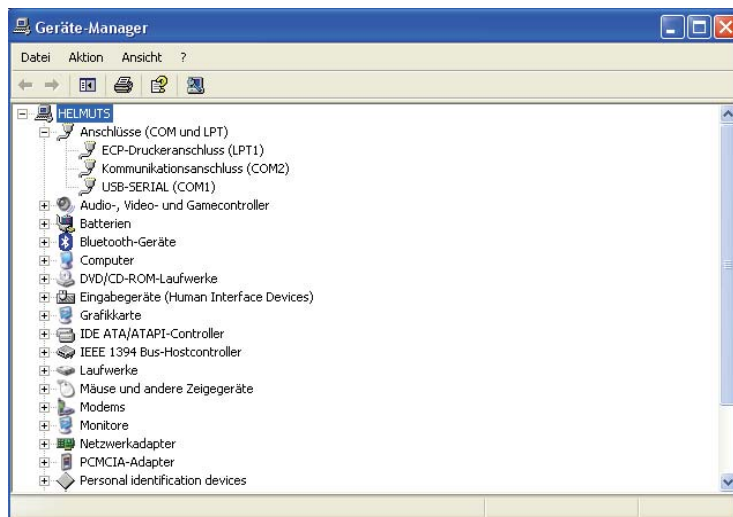 Geräte-Manager
Datei Aktion Ansicht ?
HELMUTS
Anschlüsse (COM und LPT)
ECP-Druckeranschluss (LPT1)
Kommunikationsanschluss (COM2)
USB-SERIAL (COM1)
Audio-, Video- und Gamecontroller
Batterien
Bluetooth-Geräte
Computer
DVD/CD-ROM-Laufwerke
Eingabegeräte (Human Interface Devices)
Grafikkarte
IDE ATA/ATAPI-Controller
IEEE 1394 Bus-Hostcontroller
Laufwerke
Mäuse und andere Zeigegeräte
Modems
Monitore
Netzwerkadapter
PCMCIA-Adapter
Personal identification devices